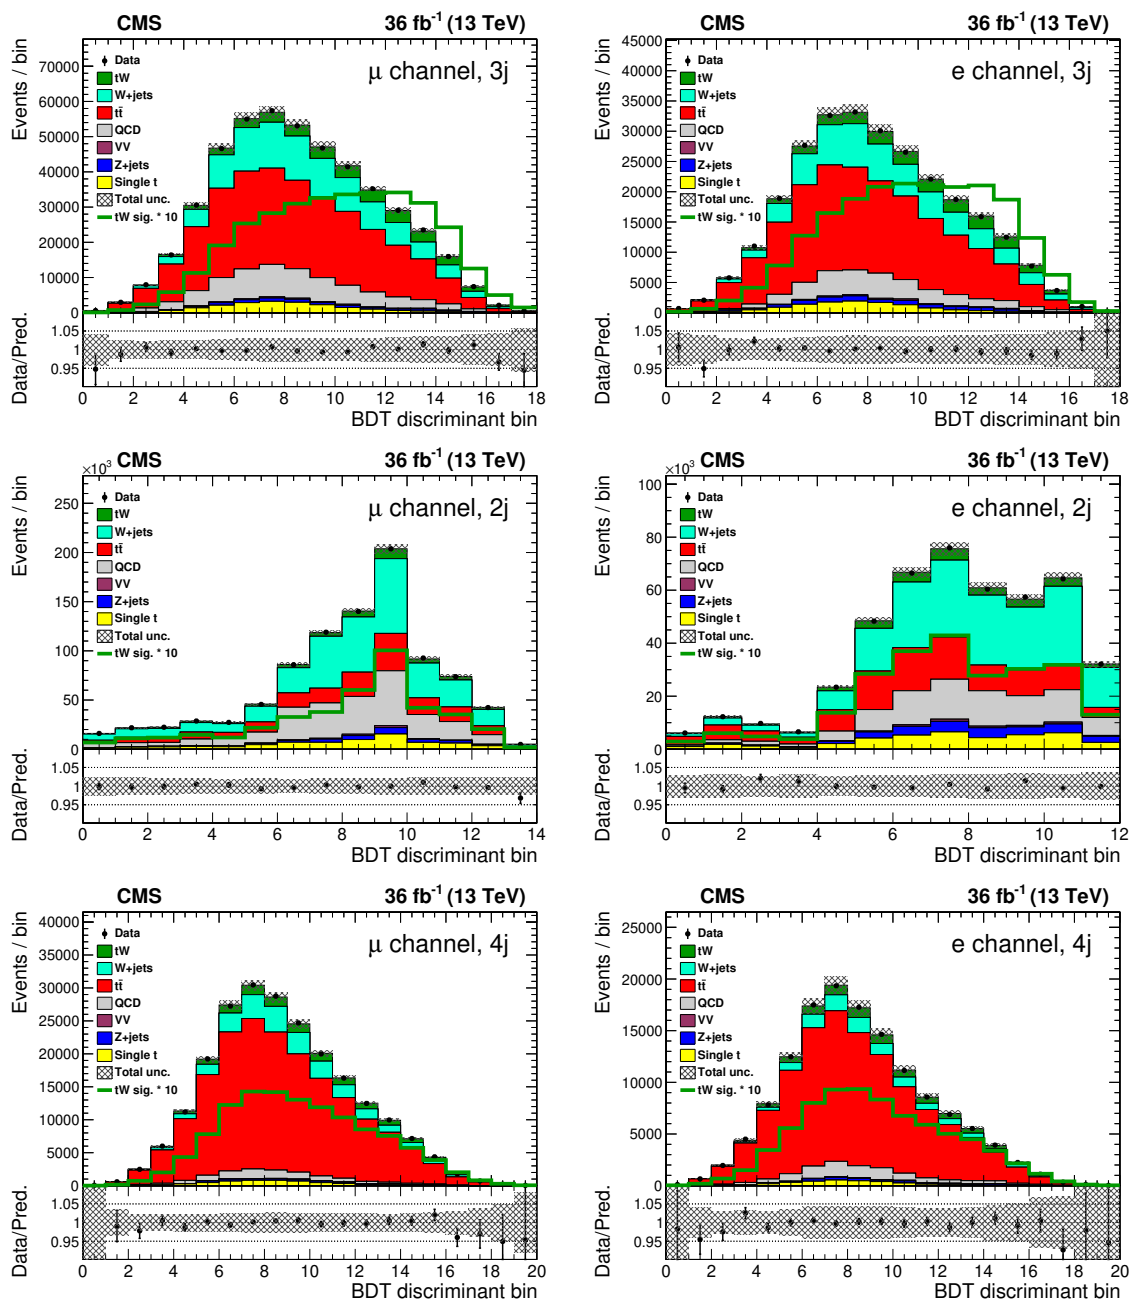 CMS 36 fb⁻¹ (13 TeV)
μ channel, 3j
Events / bin
70000
60000
50000
40000
30000
20000
10000
0
Data
tW
W+jets
tt̄
QCD
VV
Z+jets
Single t
Total unc.
tW sig. * 10
Data/Pred.
1.05
1
0.95
0 2 4 6 8 10 12 14 16 18
BDT discriminant bin
CMS 36 fb⁻¹ (13 TeV)
e channel, 3j
Events / bin
45000
40000
35000
30000
25000
20000
15000
10000
5000
0
Data
tW
W+jets
tt̄
QCD
VV
Z+jets
Single t
Total unc.
tW sig. * 10
Data/Pred.
1.05
1
0.95
0 2 4 6 8 10 12 14 16 18
BDT discriminant bin
×10³ CMS 36 fb⁻¹ (13 TeV)
μ channel, 2j
Events / bin
250
200
150
100
50
0
Data
tW
W+jets
tt̄
QCD
VV
Z+jets
Single t
Total unc.
tW sig. * 10
Data/Pred.
1.05
1
0.95
0 2 4 6 8 10 12 14
BDT discriminant bin
×10³ CMS 36 fb⁻¹ (13 TeV)
e channel, 2j
Events / bin
100
80
60
40
20
0
Data
tW
W+jets
tt̄
QCD
VV
Z+jets
Single t
Total unc.
tW sig. * 10
Data/Pred.
1.05
1
0.95
0 2 4 6 8 10 12
BDT discriminant bin
CMS 36 fb⁻¹ (13 TeV)
μ channel, 4j
Events / bin
40000
35000
30000
25000
20000
15000
10000
5000
0
Data
tW
W+jets
tt̄
QCD
VV
Z+jets
Single t
Total unc.
tW sig. * 10
Data/Pred.
1.05
1
0.95
0 2 4 6 8 10 12 14 16 18 20
BDT discriminant bin
CMS 36 fb⁻¹ (13 TeV)
e channel, 4j
Events / bin
25000
20000
15000
10000
5000
0
Data
tW
W+jets
tt̄
QCD
VV
Z+jets
Single t
Total unc.
tW sig. * 10
Data/Pred.
1.05
1
0.95
0 2 4 6 8 10 12 14 16 18 20
BDT discriminant bin